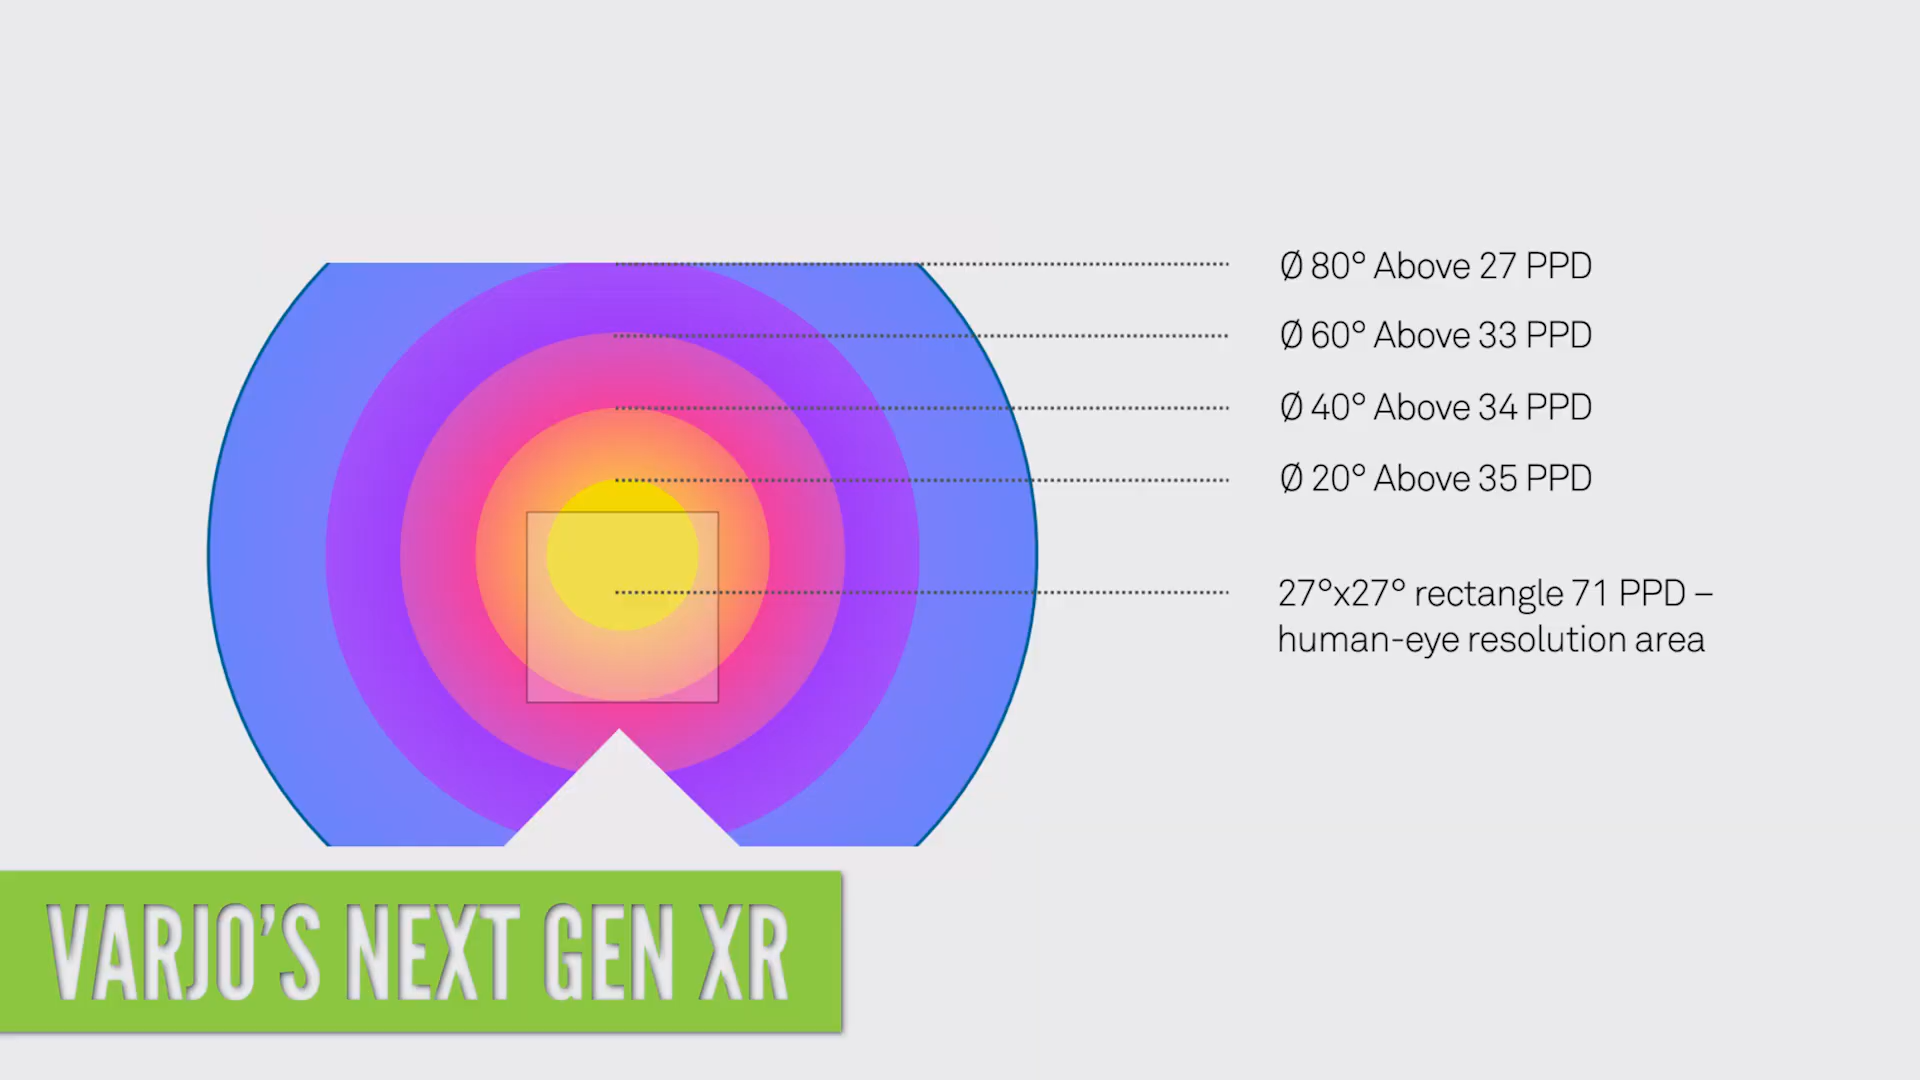 Ø 80° Above 27 PPD
Ø 60° Above 33 PPD
Ø 40° Above 34 PPD
Ø 20° Above 35 PPD
27°x27° rectangle 71 PPD –
human-eye resolution area
VARJO’S NEXT GEN XR